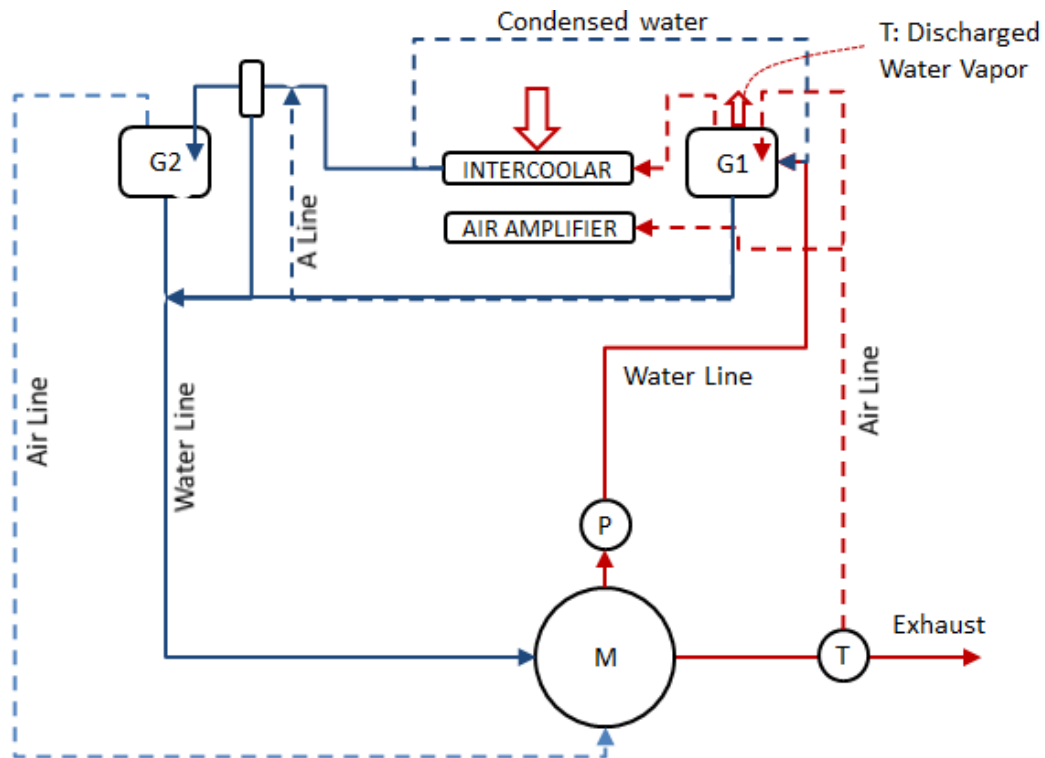 Condensed water
T: Discharged
Water Vapor
G2
INTERCOOLAR
G1
AIR AMPLIFIER
A Line
Water Line
Air Line
Air Line
Water Line
P
Exhaust
M
T